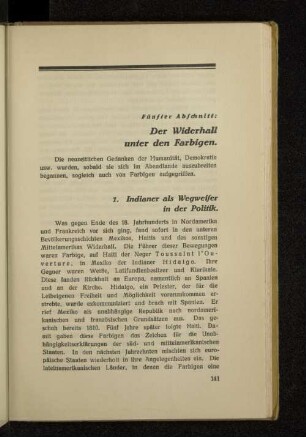 Fünfter Abschnitt:
Der Widerhall
unter den Farbigen.
Die neuzeitlichen Gedanken der Humanität, Demokratie
usw. wurden, sobald sie sich im Abendlande auszubreiten
begannen, sogleich auch von Farbigen aufgegriffen.
1. Indianer als Wegweiser
in der Politik.
Was gegen Ende des 18. Jahrhunderts in Nordamerika
und Frankreich vor sich ging, fand sofort in den unteren
Bevölkerungsschichten Mexikos, Haitis und des sonstigen
Mittelamerikas Widerhall. Die Führer dieser Bewegungen
waren Farbige, auf Haiti der Neger Toussaint l'Ou-
verture, in Mexiko der Indianer Hidalgo. Ihre
Gegner waren Weiße, Latifundienbesitzer und Klerikale.
Diese fanden Rückhalt an Europa, namentlich an Spanien
und an der Kirche. Hidalgo, ein Priester, der für die
Leibeigenen Freiheit und Möglichkeit voranzukommen
erstrebte, wurde exkommuniziert und brach mit Spanien. Er
rief Mexiko als unabhängige Republik nach nordameri-
kanischen und französischen Grundsätzen aus. Das ge-
schah bereits 1810. Fünf Jahre später folgte Haiti. Da-
mit gaben diese Farbigen das Zeichen für die Unab-
hängigkeitserklärungen der süd- und mittelamerikanischen
Staaten. In den nächsten Jahrzehnten mischten sich euro-
päische Staaten wiederholt in ihre Angelegenheiten ein. Die
lateinamerikanischen Länder, in denen die Farbigen eine
141